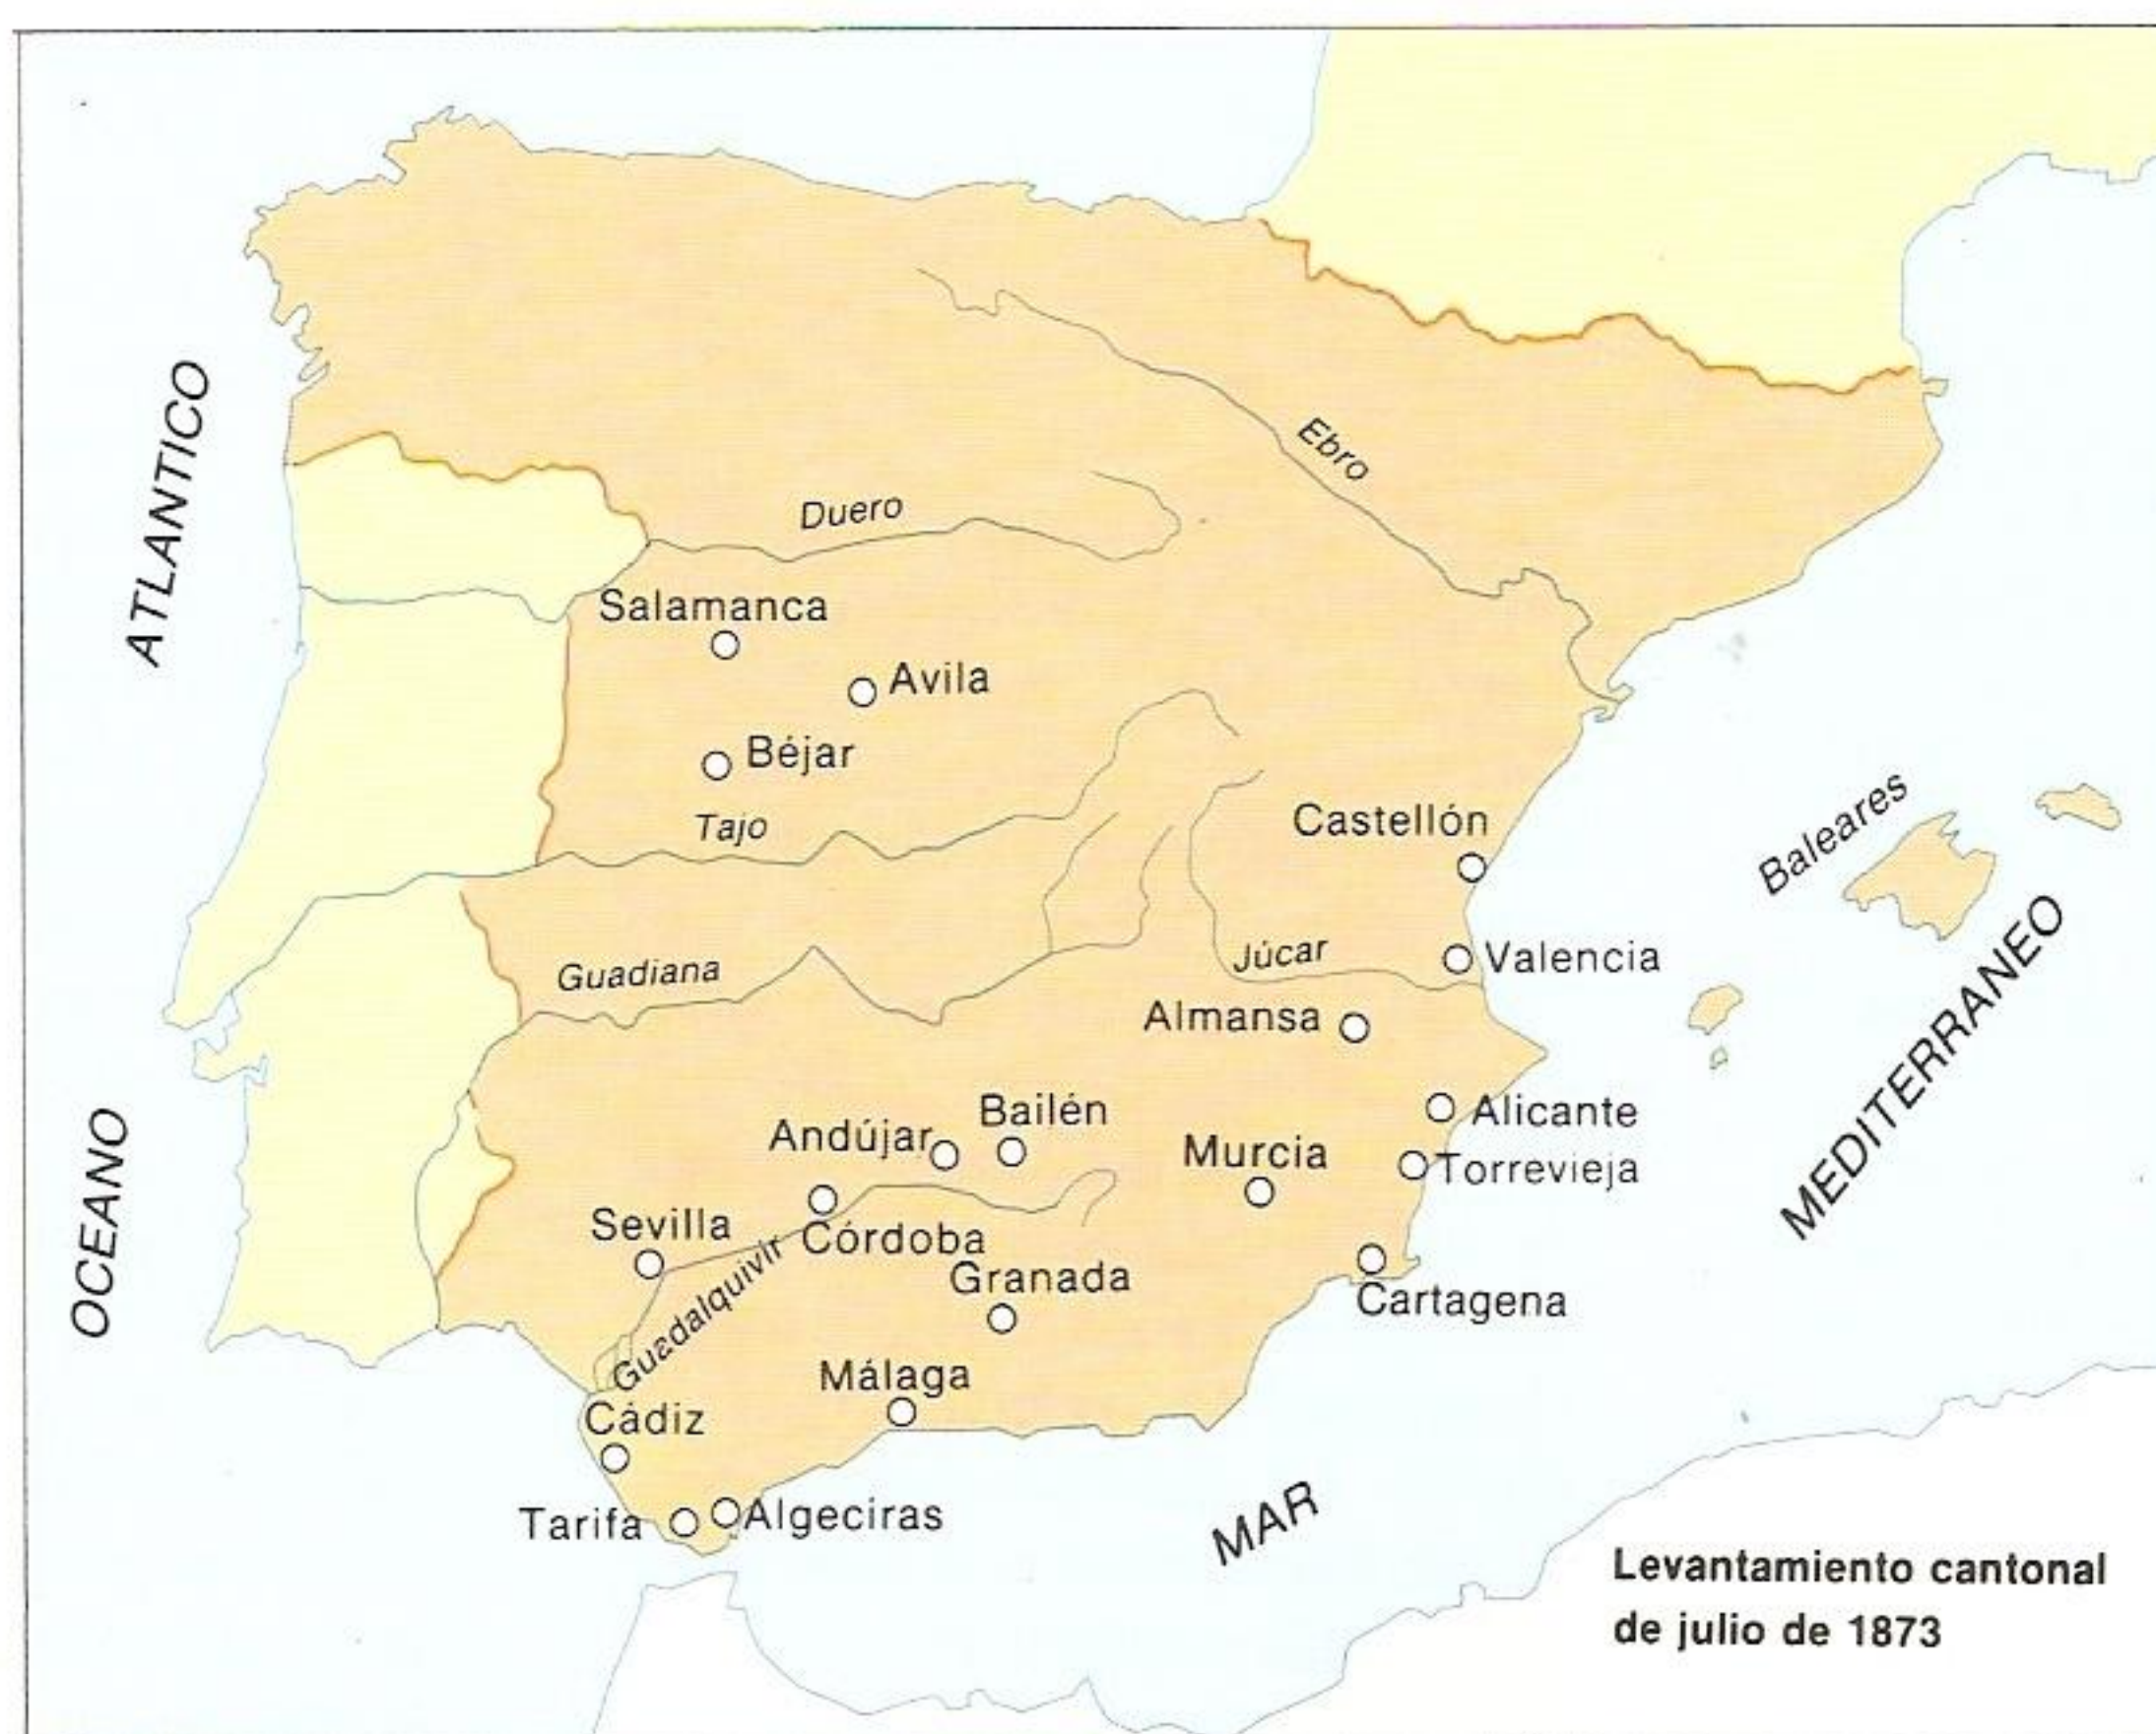 ATLANTICO
Ebro
Duero
Salamanca
Avila
Béjar
Tajo
Castellón
Baleares
Guadiana
Júcar
Valencia
Almansa
MEDITERRANEO
OCEANO
Andújar
Bailén
Alicante
Murcia
Torrevieja
Sevilla
Córdoba
Guadalquivir
Granada
Cartagena
Málaga
Cádiz
Tarifa
Algeciras
MAR
Levantamiento cantonal
de julio de 1873